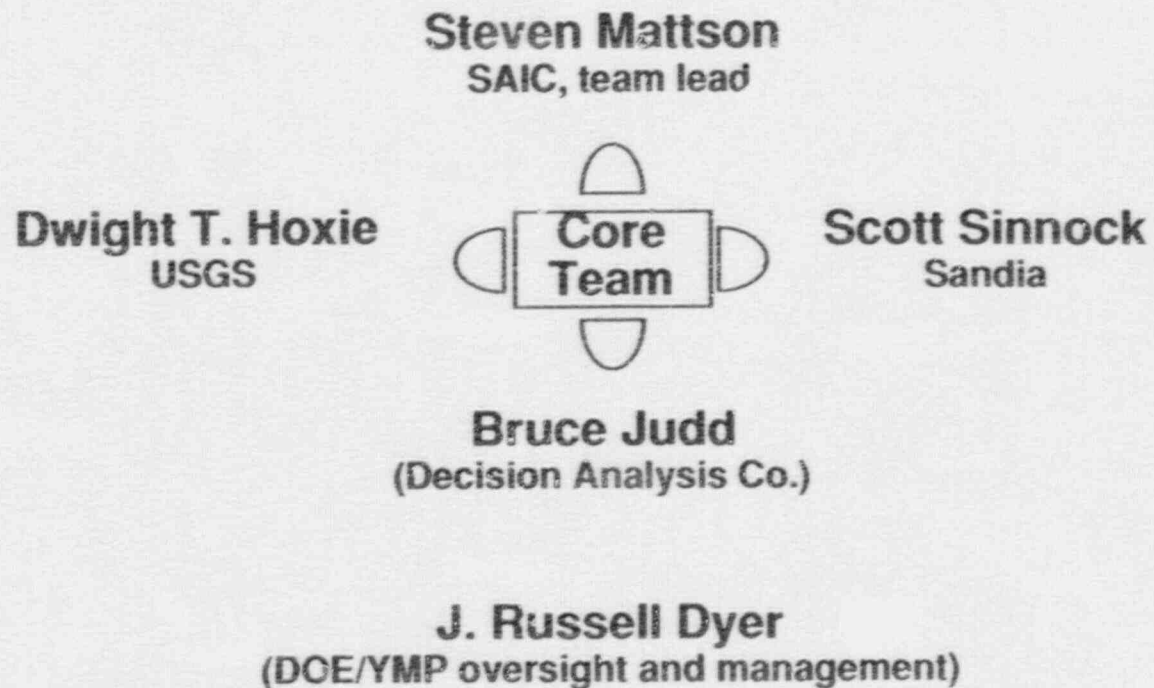 Steven Mattson
SAIC, team lead
Dwight T. Hoxie
USGS
Core
Team
Scott Sinnock
Sandia
Bruce Judd
(Decision Analysis Co.)
J. Russell Dyer
(DOE/YMP oversight and management)